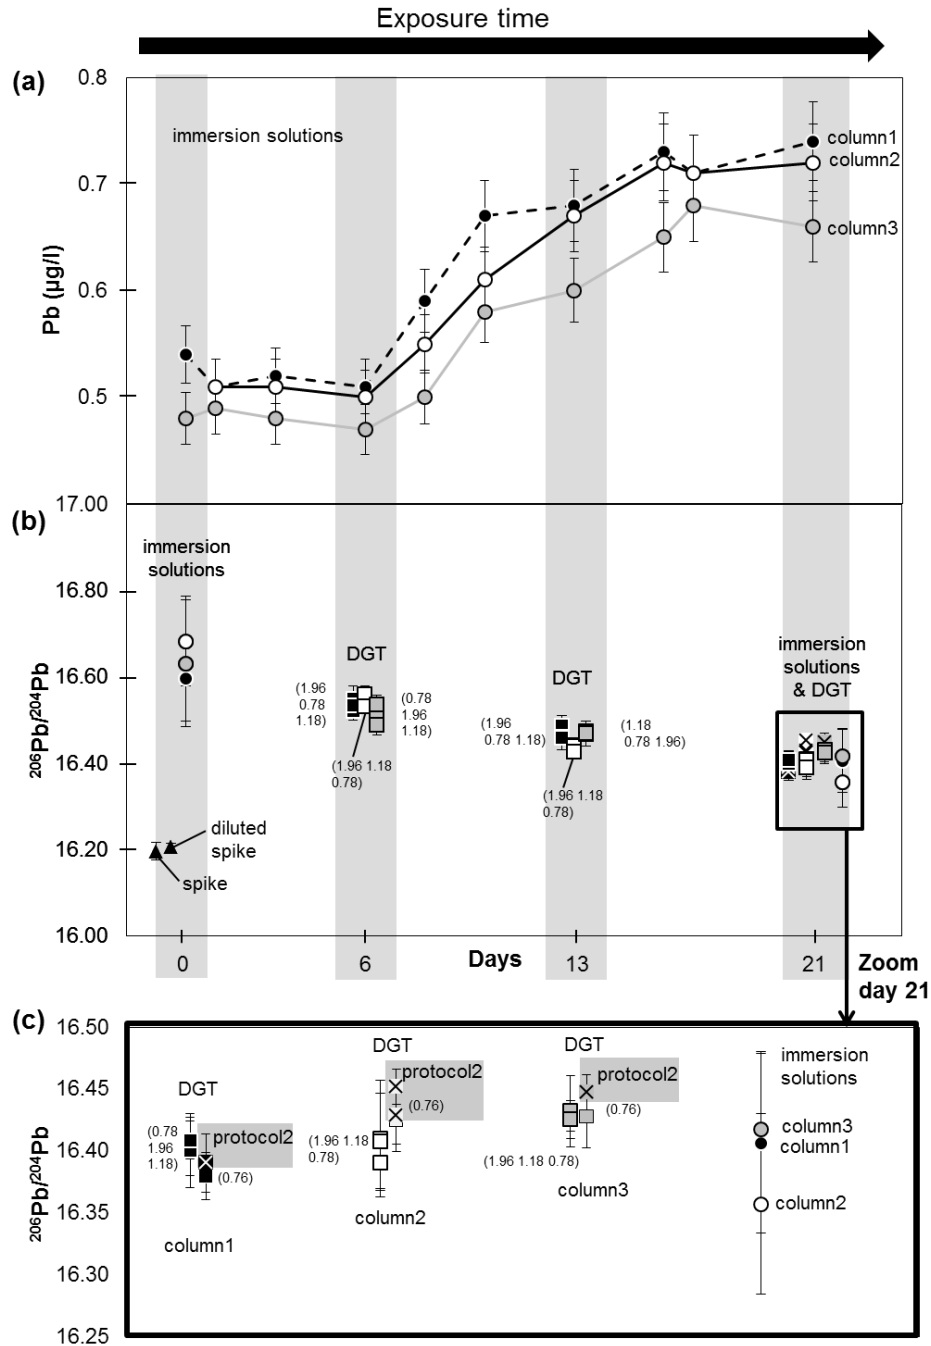 Exposure time
(a)
0.8
immersion solutions
column1
column2
0.7
column3
Pb (µg/l)
0.6
0.5
17.00
(b)
immersion
solutions
16.80
DGT
DGT
immersion
solutions
& DGT
16.60
(1.96
0.78
1.18)
(0.78
1.96
1.18)
(1.96
0.78 1.18)
(1.18
0.78 1.96)
206Pb/204Pb
16.40
(1.96 1.18
0.78)
(1.96 1.18
0.78)
diluted
spike
16.20
spike
16.00
0
6
Days
13
21
Zoom
day 21
(c)
16.50
DGT
DGT
immersion
solutions
protocol2
protocol2
16.45
DGT
(0.76)
(0.76)
column3
column1
(0.78
1.96
1.18)
protocol2
(1.96 1.18
0.78)
16.40
(0.76)
(1.96 1.18 0.78)
206Pb/204Pb
column3
column2
16.35
column2
column1
16.30
16.25